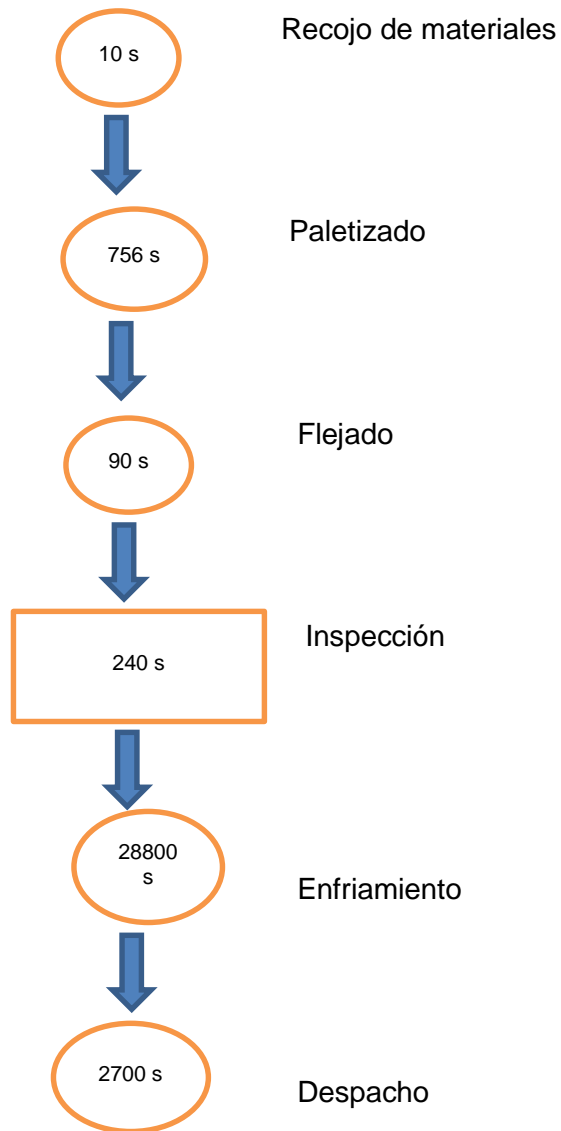 10 s
Recojo de materiales
756 s
Paletizado
90 s
Flejado
240 s
Inspección
28800
s
Enfriamiento
2700 s
Despacho